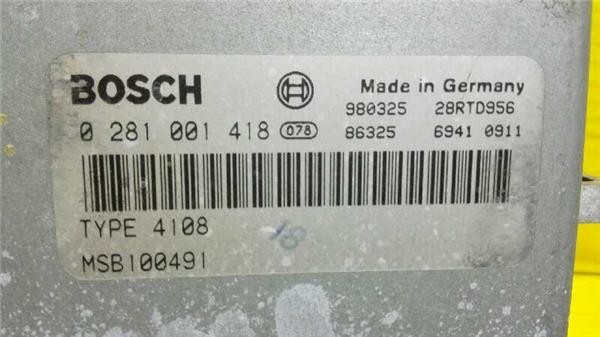 BOSCH
Made in Germany
980325 28RTD956
0 281 001 418 078
86325 6941 0911
TYPE 4108
18
MSB100491